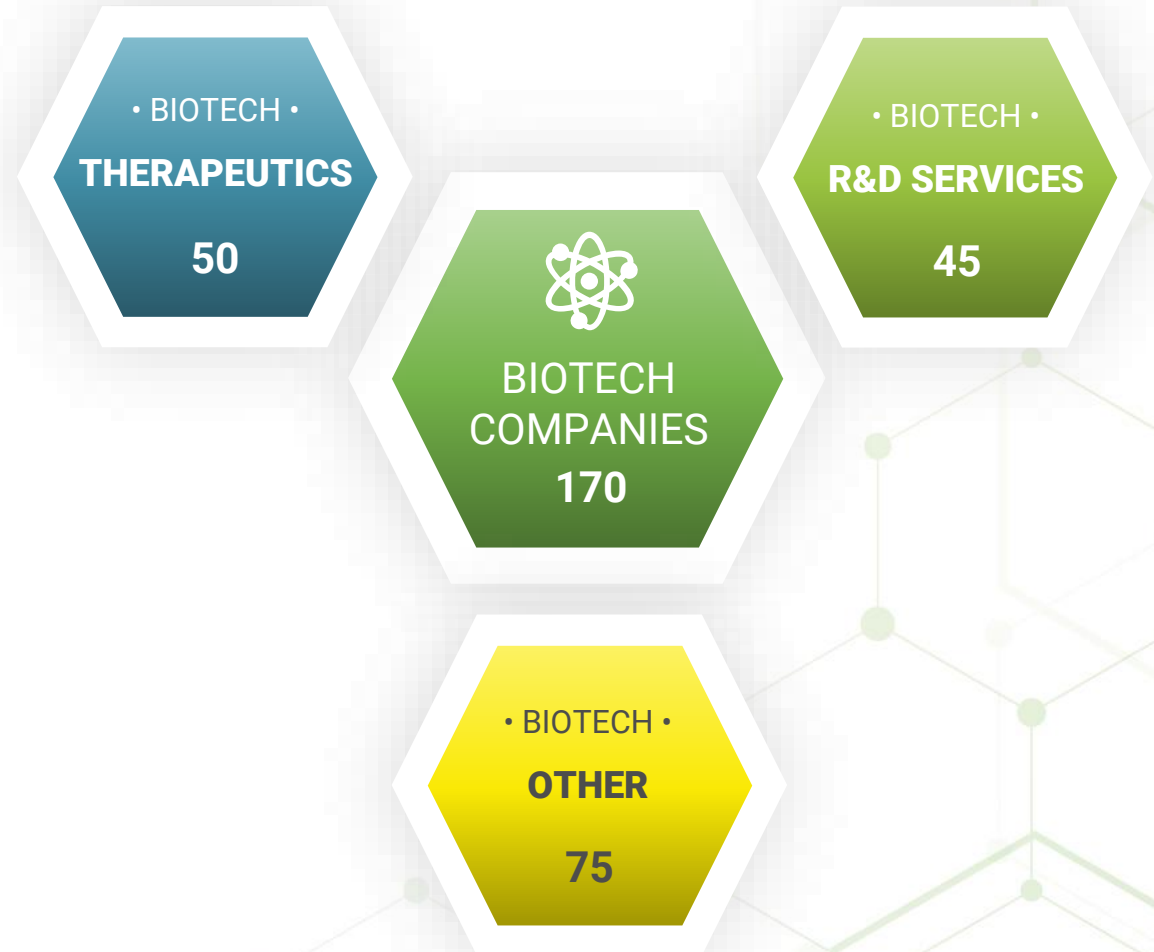 • BIOTECH •
THERAPEUTICS
50
• BIOTECH •
R&D SERVICES
45
BIOTECH
COMPANIES
170
• BIOTECH •
OTHER
75